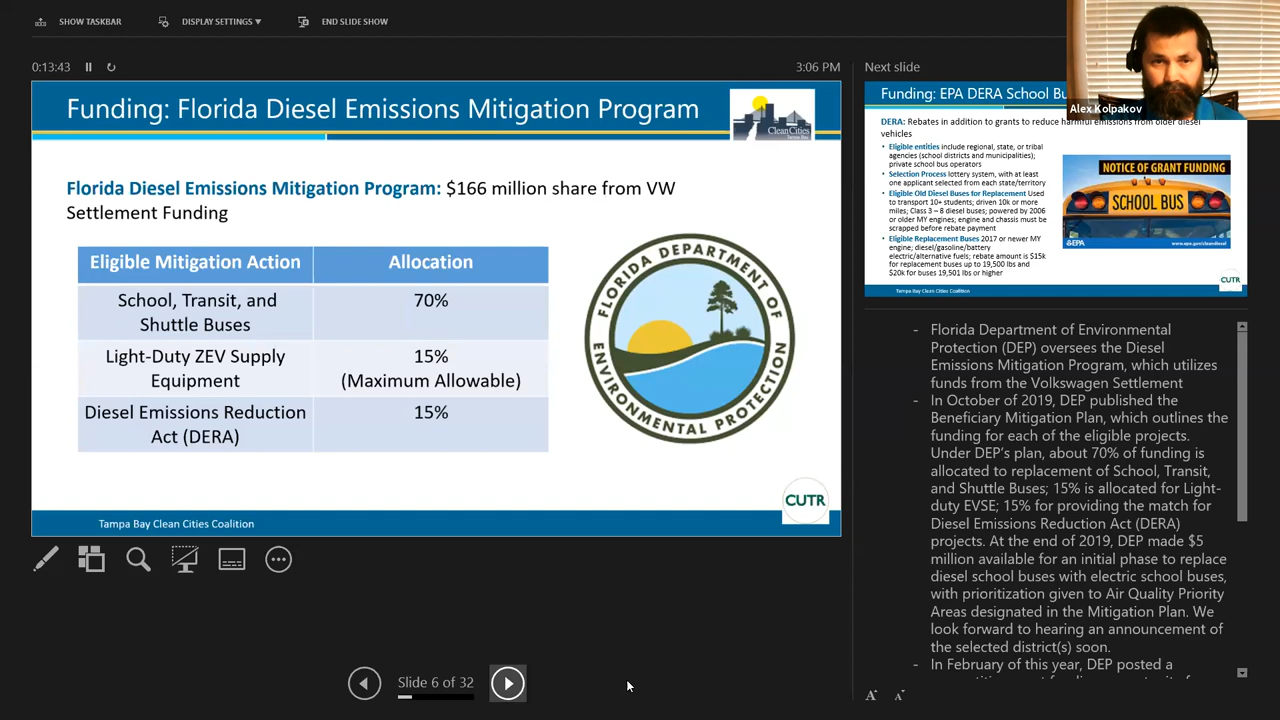 SHOW TASKBAR
DISPLAY SETTINGS
END SLIDE SHOW
0:13:43
3:06 PM
Funding: Florida Diesel Emissions Mitigation Program
CleanCities
Florida Diesel Emissions Mitigation Program: $166 million share from VW
Settlement Funding
Eligible Mitigation Action
Allocation
School, Transit, and
Shuttle Buses
70%
Light-Duty ZEV Supply
Equipment
15%
(Maximum Allowable)
Diesel Emissions Reduction
Act (DERA)
15%
FLORIDA DEPARTMENT OF
ENVIRONMENTAL PROTECTION
CUTR
Tampa Bay Clean Cities Coalition
Slide 6 of 32
Next slide
Alex Kolpakov
Funding: EPA DERA School Bu
DERA: Rebates in addition to grants to reduce harmful emissions from older diesel
vehicles
• Eligible entities include regional, state, or tribal
agencies (school districts and municipalities);
private school bus operators
• Selection Process lottery system, with at least
one applicant selected from each state/territory
• Eligible Old Diesel Buses for Replacement Used
to transport 10+ students; driven 10k or more
miles; Class 3 – 8 diesel buses; powered by 2006
or older MY engines; engine and chassis must be
scrapped before rebate payment
• Eligible Replacement Buses 2017 or newer MY
engine; diesel/gasoline/battery
electric/alternative fuels; rebate amount is $15k
for replacement buses up to 19,500 lbs and
$20k for buses 19,501 lbs or higher
NOTICE OF GRANT FUNDING
SCHOOL BUS
EPA
www.epa.gov/cleandiesel
CUTR
Tampa Bay Clean Cities Coalition
- Florida Department of Environmental
Protection (DEP) oversees the Diesel
Emissions Mitigation Program, which utilizes
funds from the Volkswagen Settlement
- In October of 2019, DEP published the
Beneficiary Mitigation Plan, which outlines the
funding for each of the eligible projects.
Under DEP's plan, about 70% of funding is
allocated to replacement of School, Transit,
and Shuttle Buses; 15% is allocated for Light-
duty EVSE; 15% for providing the match for
Diesel Emissions Reduction Act (DERA)
projects. At the end of 2019, DEP made $5
million available for an initial phase to replace
diesel school buses with electric school buses,
with prioritization given to Air Quality Priority
Areas designated in the Mitigation Plan. We
look forward to hearing an announcement of
the selected district(s) soon.
- In February of this year, DEP posted a